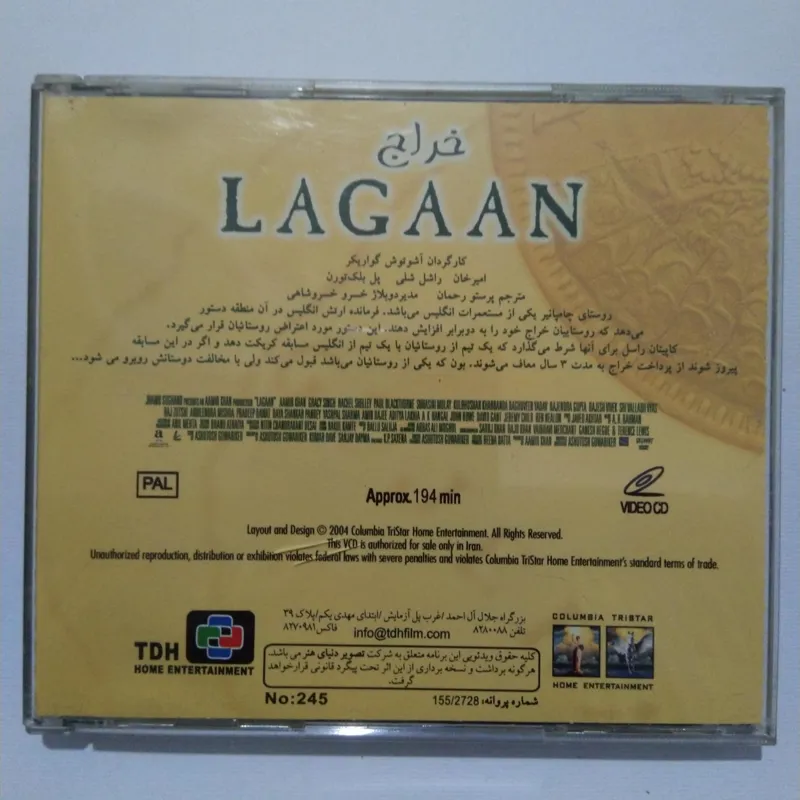 خراج
LAGAAN
کارگردان آشوتوش گواریکر
امیرخان راشل شلی پل بلک‌تورن
مترجم پرستو رحمان مدیر دوبلاژ خسرو خسروشاهی
روستای چامپانیر یکی از مستعمرات انگلیس می‌باشد. فرمانده ارتش انگلیس در آن منطقه دستور
می‌دهد که روستاییان خراج خود را به دوبرابر افزایش دهند. این دستور مورد اعتراض روستائیان قرار می‌گیرد.
کاپیتان راسل برای آنها شرط می‌گذارد که یک تیم از روستائیان با یک تیم از انگلیس مسابقه کریکت دهد و اگر در این مسابقه
پیروز شوند از پرداخت خراج به مدت ۳ سال معاف می‌شوند. بون که یکی از روستائیان می‌باشد قبول می‌کند ولی با مخالفت دوستانش روبرو می شود...
PAL
Approx. 194 min
VIDEO CD
Layout and Design © 2004 Columbia TriStar Home Entertainment. All Rights Reserved.
This VCD is authorized for sale only in Iran.
Unauthorized reproduction, distribution or exhibition violates federal laws with severe penalties and violates Columbia TriStar Home Entertainment's standard terms of trade.
TDH
HOME ENTERTAINMENT
بزرگراه جلال آل احمد/غرب پل آزمایش/ابتدای مهدی یکم/پلاک ۳۹
تلفن ۸۲۸۰۰۸۸ info@tdhfilm.com فاکس ۸۲۷۰۹۸۱
کلیه حقوق ویدئویی این برنامه متعلق به شرکت تصویر دنیای هنر می باشد.
هرگونه برداشت و نسخه برداری از این اثر تحت پیگرد قانونی قرار خواهد
گرفت.
COLUMBIA TRISTAR
HOME ENTERTAINMENT
No:245
شماره پروانه: 155/2728